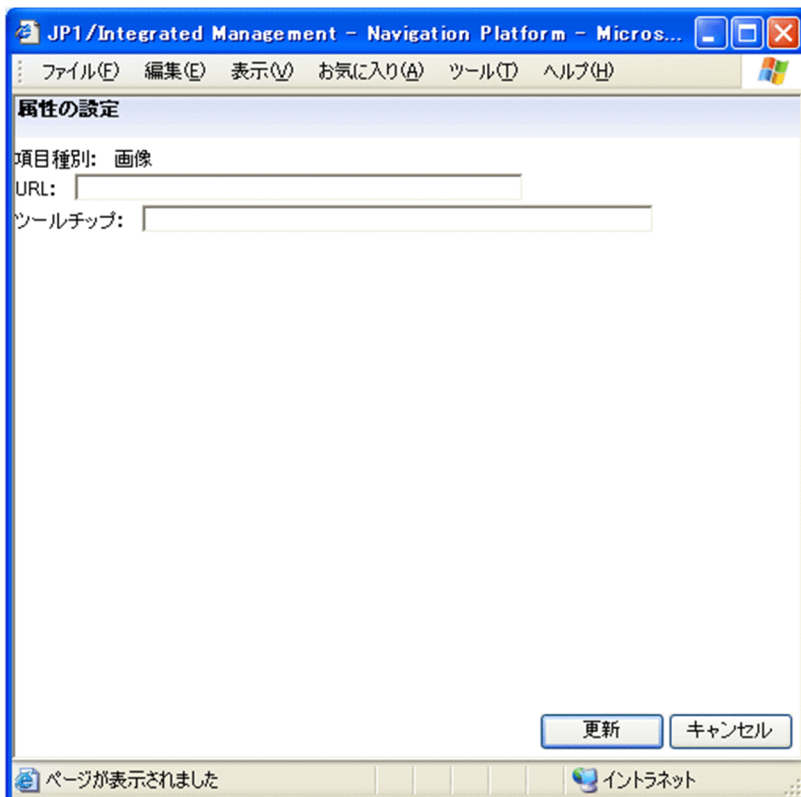 JP1/Integrated Management - Navigation Platform - Micros...
ファイル(F) 編集(E) 表示(V) お気に入り(A) ツール(T) ヘルプ(H)
属性の設定
項目種別: 画像
URL:
ツールチップ:
更新 キャンセル
ページが表示されました イントラネット